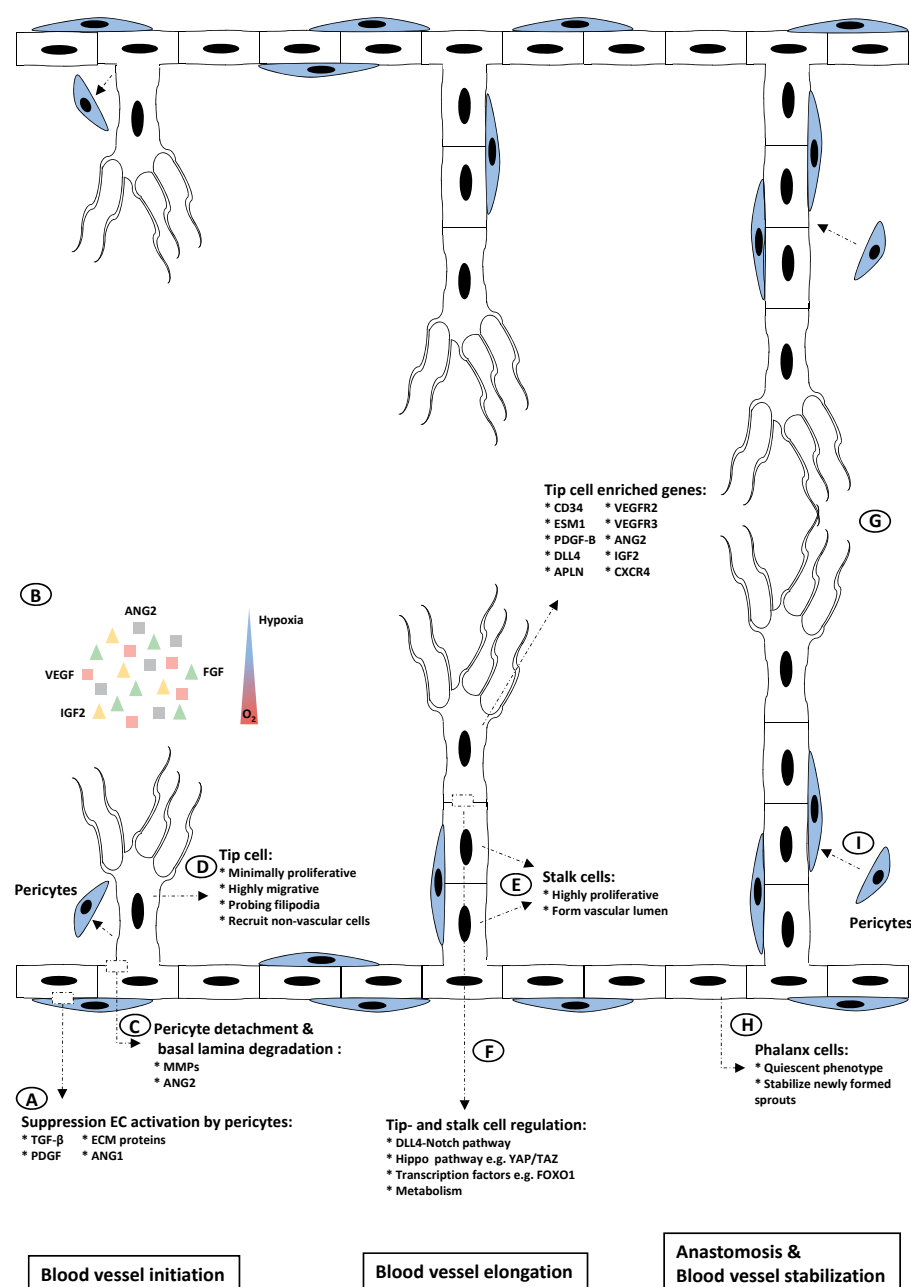 Tip cell enriched genes:
* CD34 * VEGFR2
* ESM1 * VEGFR3
* PDGF-B * ANG2
* DLL4 * IGF2
* APLN * CXCR4
G
B
ANG2
Hypoxia
VEGF
FGF
IGF2
O₂
D
Tip cell:
* Minimally proliferative
* Highly migrative
* Probing filipodia
* Recruit non-vascular cells
Pericytes
E
Stalk cells:
* Highly proliferative
* Form vascular lumen
I
Pericytes
C
Pericyte detachment &
basal lamina degradation :
* MMPs
* ANG2
F
H
Phalanx cells:
* Quiescent phenotype
* Stabilize newly formed
sprouts
A
Suppression EC activation by pericytes:
* TGF-β * ECM proteins
* PDGF * ANG1
Tip- and stalk cell regulation:
* DLL4-Notch pathway
* Hippo pathway e.g. YAP/TAZ
* Transcription factors e.g. FOXO1
* Metabolism
Blood vessel initiation
Blood vessel elongation
Anastomosis &
Blood vessel stabilization